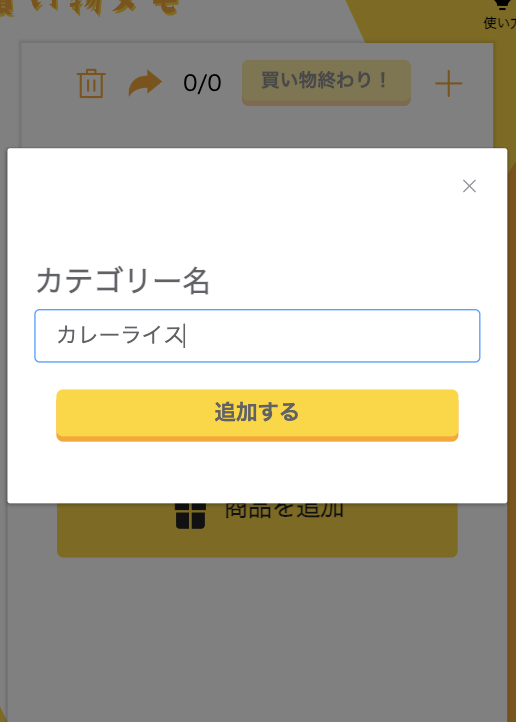 買い物メモ
使い方
0/0
買い物終わり！
カテゴリー名
カレーライス
追加する
商品を追加